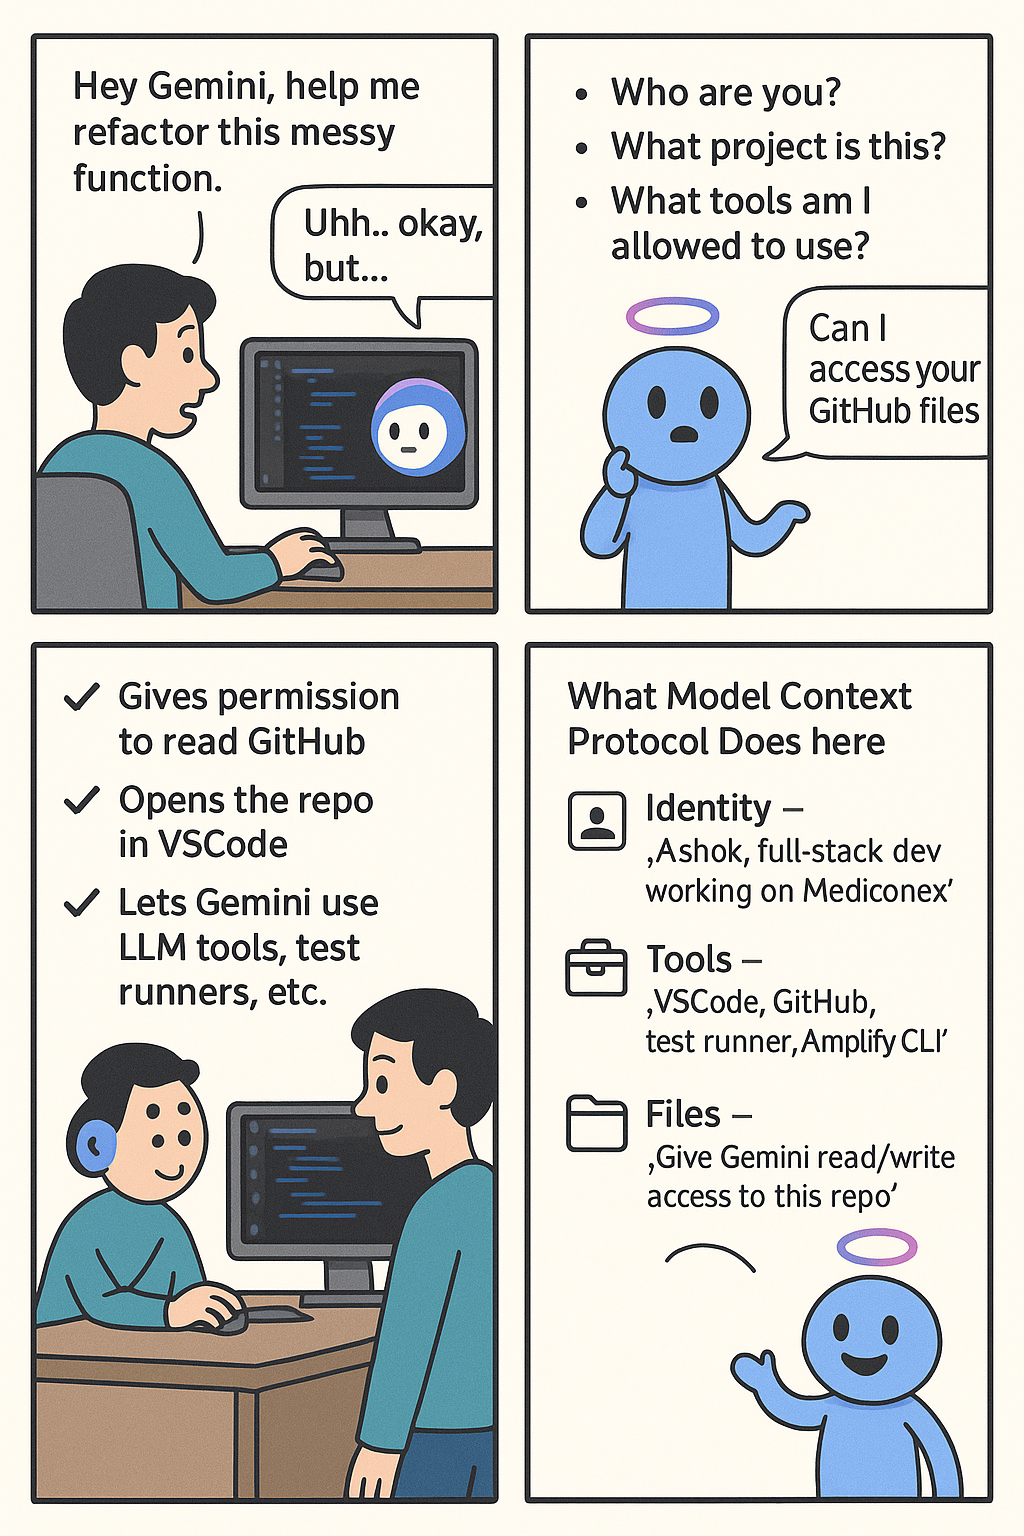 Hey Gemini, help me
refactor this messy
function.
Uhh.. okay,
but...
• Who are you?
• What project is this?
• What tools am I
allowed to use?
Can I
access your
GitHub files
✓ Gives permission
to read GitHub
✓ Opens the repo
in VSCode
✓ Lets Gemini use
LLM tools, test
runners, etc.
What Model Context
Protocol Does here
Identity –
‚Ashok, full-stack dev
working on Mediconex’
Tools –
‚VSCode, GitHub,
test runner, Amplify CLI’
Files –
‚Give Gemini read/write
access to this repo’